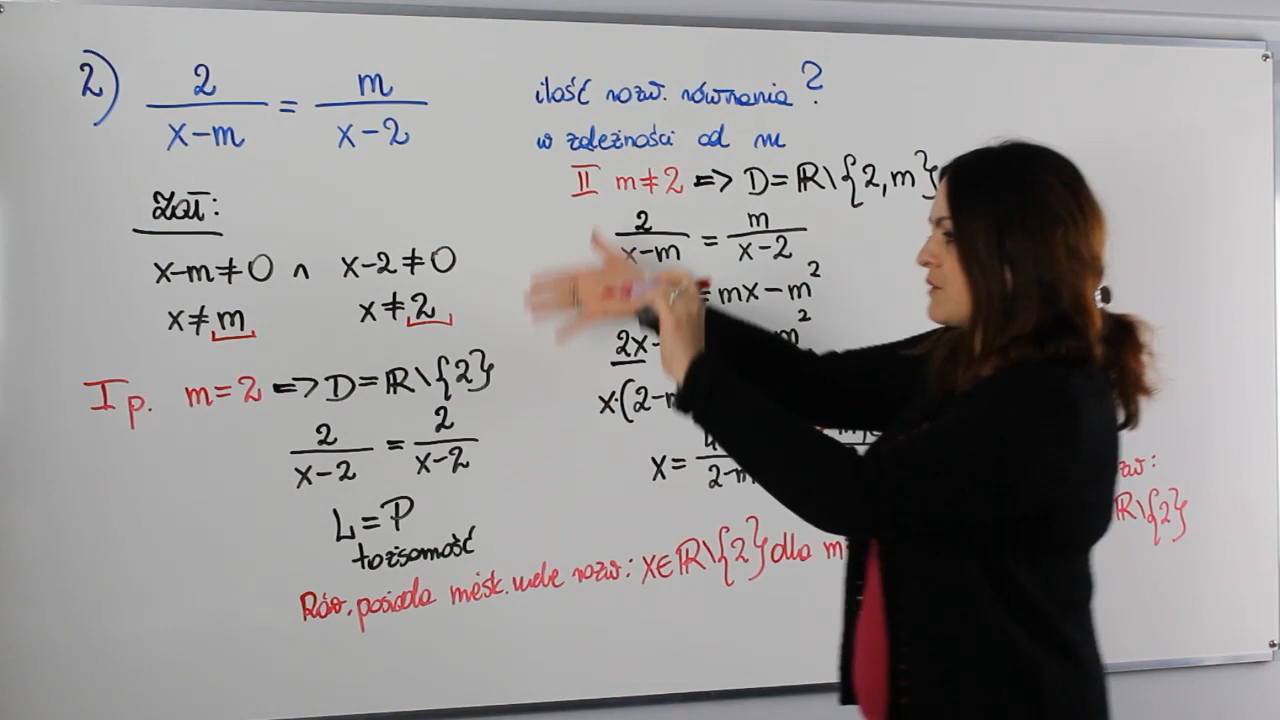 2) 2/(x-m) = m/(x-2)
ilość rozw. równania ?
w zależności od m
Zał:
x-m≠0 ∧ x-2≠0
x≠m x≠2
I p. m=2 => D=ℝ\{2}
2/(x-2) = 2/(x-2)
L=P
tożsamość
Rów. posiada niesk. wiele rozw: x∈ℝ\{2} dla m
II m≠2 => D=ℝ\{2,m}
2/(x-m) = m/(x-2)
= mx-m²
2x-
x·(2-m
x=
ℝ\{2}